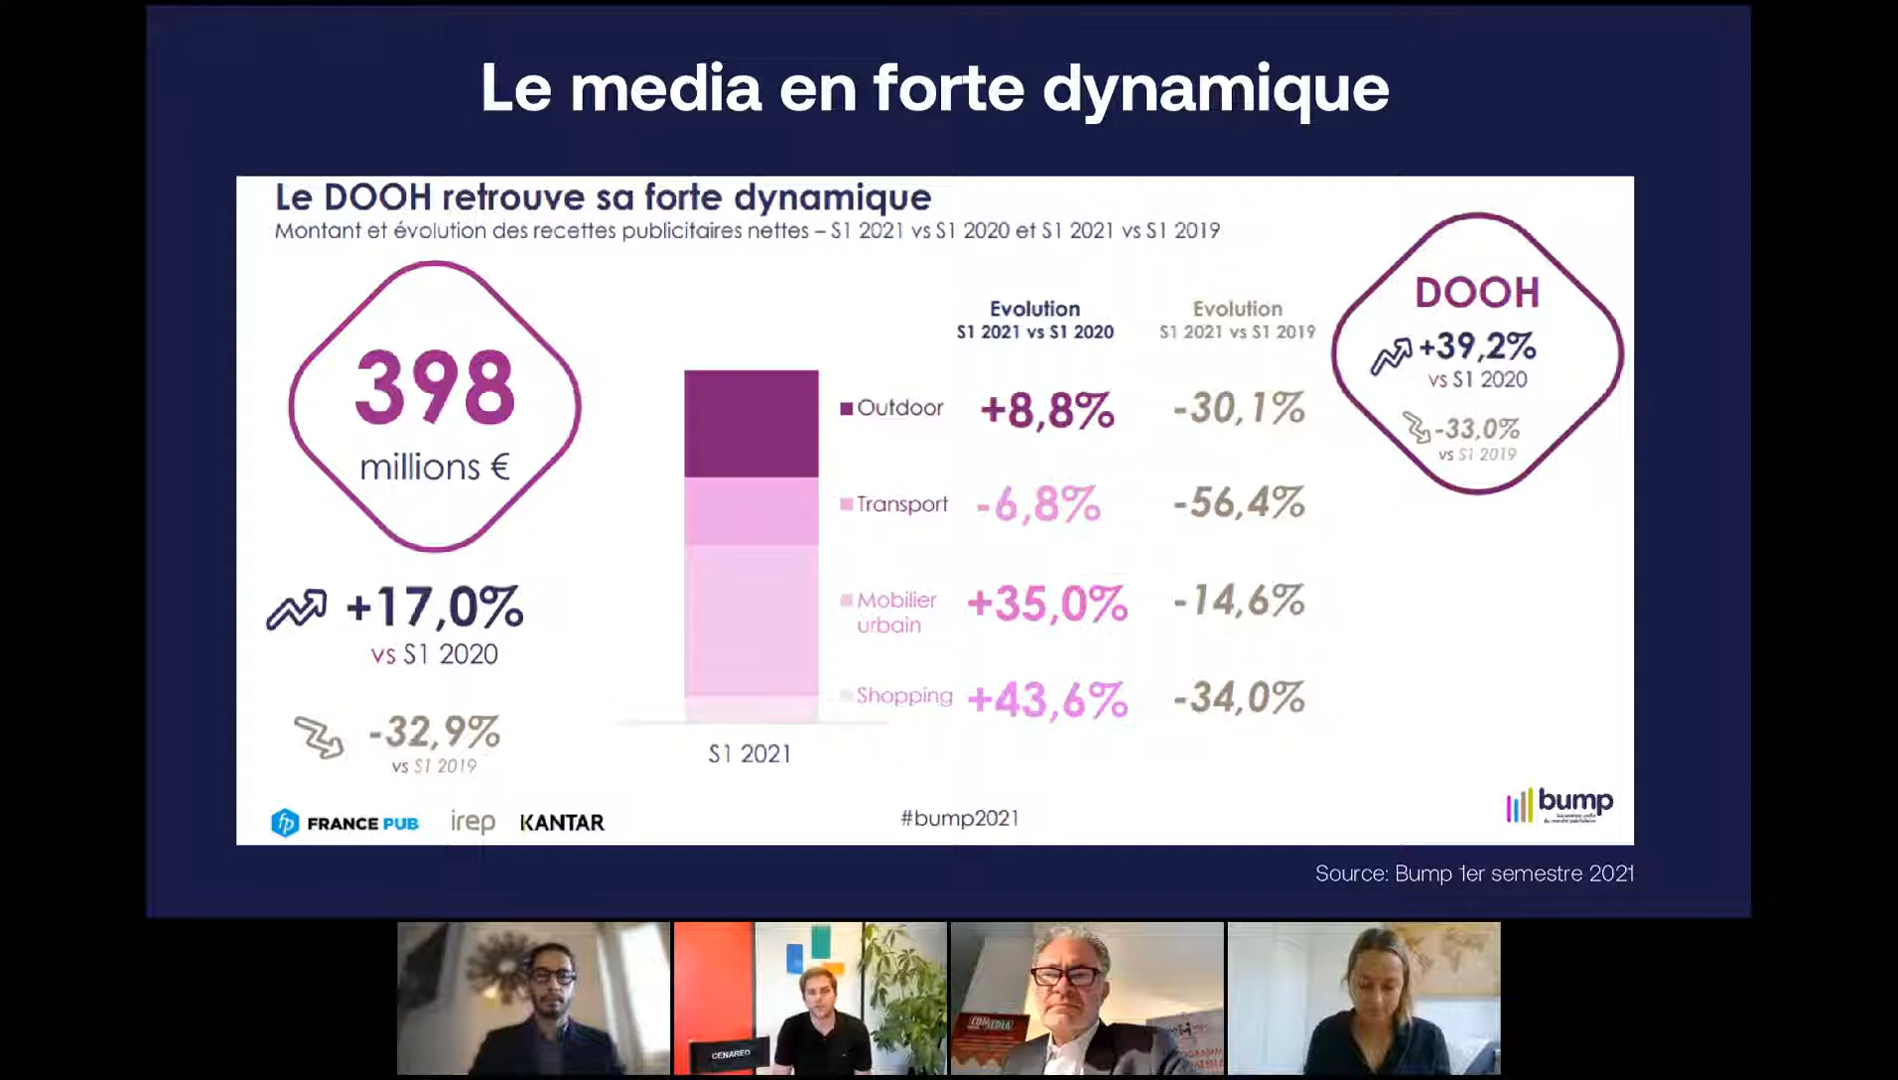 Le media en forte dynamique
Le DOOH retrouve sa forte dynamique
Montant et évolution des recettes publicitaires nettes – S1 2021 vs S1 2020 et S1 2021 vs S1 2019
398
millions €
+17,0%
vs S1 2020
-32,9%
vs S1 2019
S1 2021
Evolution
S1 2021 vs S1 2020
Evolution
S1 2021 vs S1 2019
Outdoor +8,8% -30,1%
Transport -6,8% -56,4%
Mobilier
urbain
+35,0% -14,6%
Shopping +43,6% -34,0%
DOOH
+39,2%
vs S1 2020
-33,0%
vs S1 2019
fp FRANCE PUB irep KANTAR
#bump2021
bump
Source: Bump 1er semestre 2021
CENAREO
COMEDIA